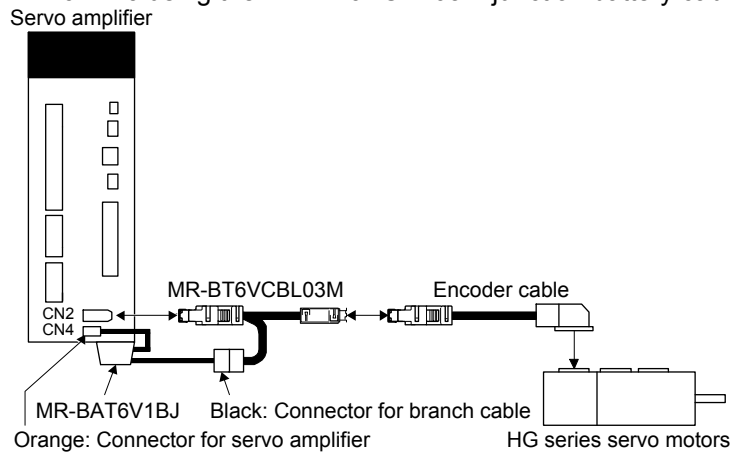 Servo amplifier
CN2
CN4
MR-BT6VCBL03M
Encoder cable
MR-BAT6V1BJ
Black: Connector for branch cable
Orange: Connector for servo amplifier
HG series servo motors